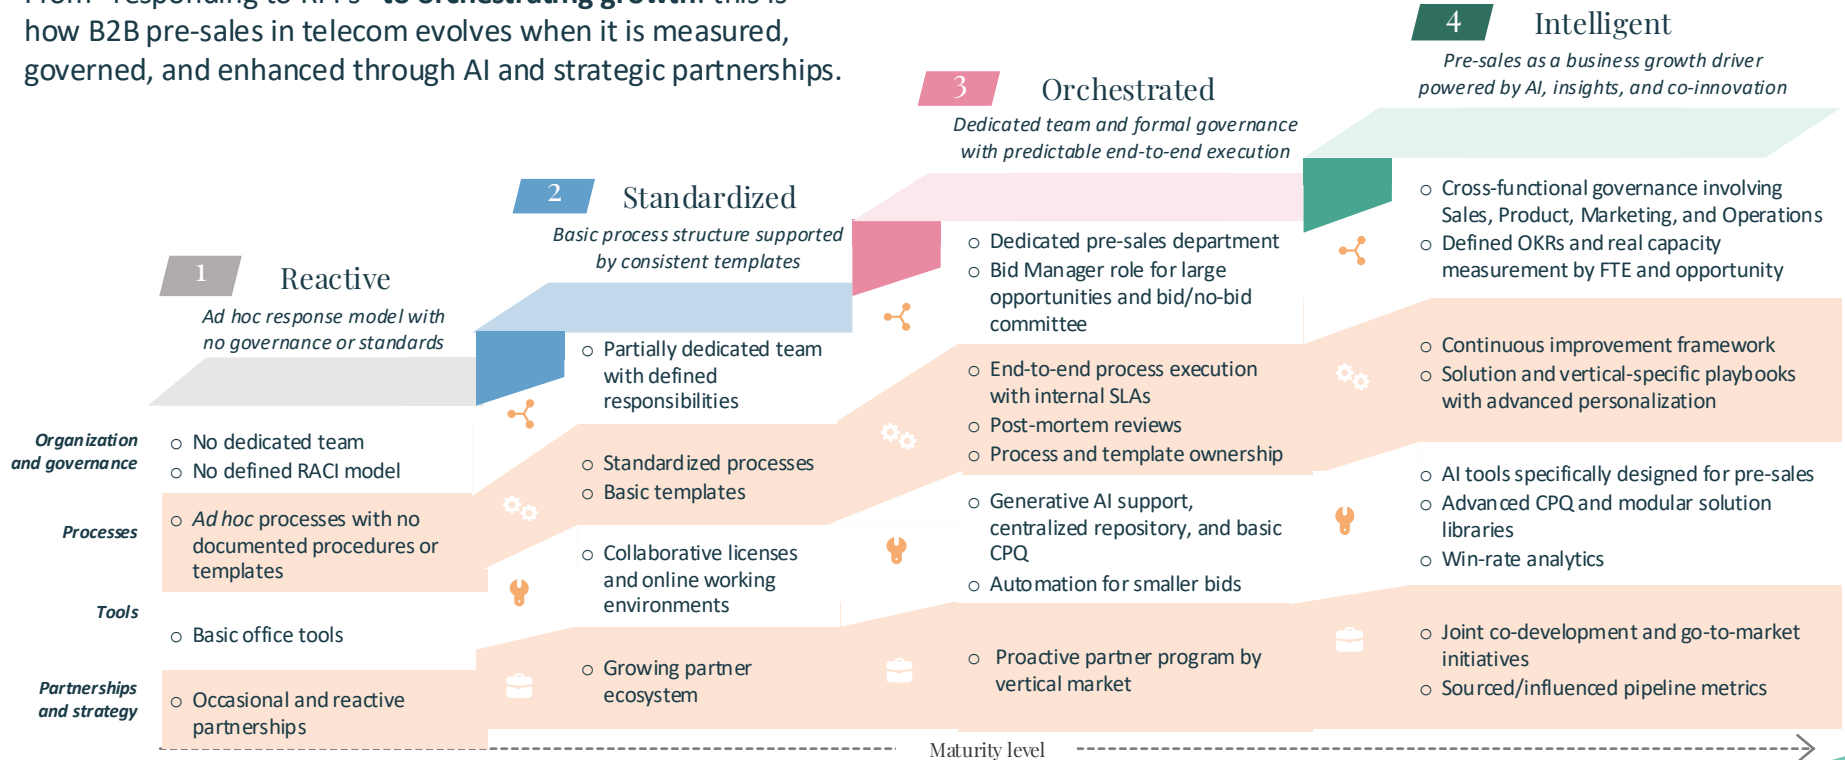 to orchestrating growth: this is
how B2B pre-sales in telecom evolves when it is measured,
governed, and enhanced through AI and strategic partnerships.
1
Reactive
Ad hoc response model with
no governance or standards
2
Standardized
Basic process structure supported
by consistent templates
3
Orchestrated
Dedicated team and formal governance
with predictable end-to-end execution
4
Intelligent
Pre-sales as a business growth driver
powered by AI, insights, and co-innovation
Organization
and governance
○ No dedicated team
○ No defined RACI model
○ Partially dedicated team
with defined
responsibilities
○ Dedicated pre-sales department
○ Bid Manager role for large
opportunities and bid/no-bid
committee
○ Cross-functional governance involving
Sales, Product, Marketing, and Operations
○ Defined OKRs and real capacity
measurement by FTE and opportunity
Processes
○ Ad hoc processes with no
documented procedures or
templates
○ Standardized processes
○ Basic templates
○ End-to-end process execution
with internal SLAs
○ Post-mortem reviews
○ Process and template ownership
○ Continuous improvement framework
○ Solution and vertical-specific playbooks
with advanced personalization
Tools
○ Basic office tools
○ Collaborative licenses
and online working
environments
○ Generative AI support,
centralized repository, and basic
CPQ
○ Automation for smaller bids
○ AI tools specifically designed for pre-sales
○ Advanced CPQ and modular solution
libraries
○ Win-rate analytics
Partnerships
and strategy
○ Occasional and reactive
partnerships
○ Growing partner
ecosystem
○ Proactive partner program by
vertical market
○ Joint co-development and go-to-market
initiatives
○ Sourced/influenced pipeline metrics
Maturity level